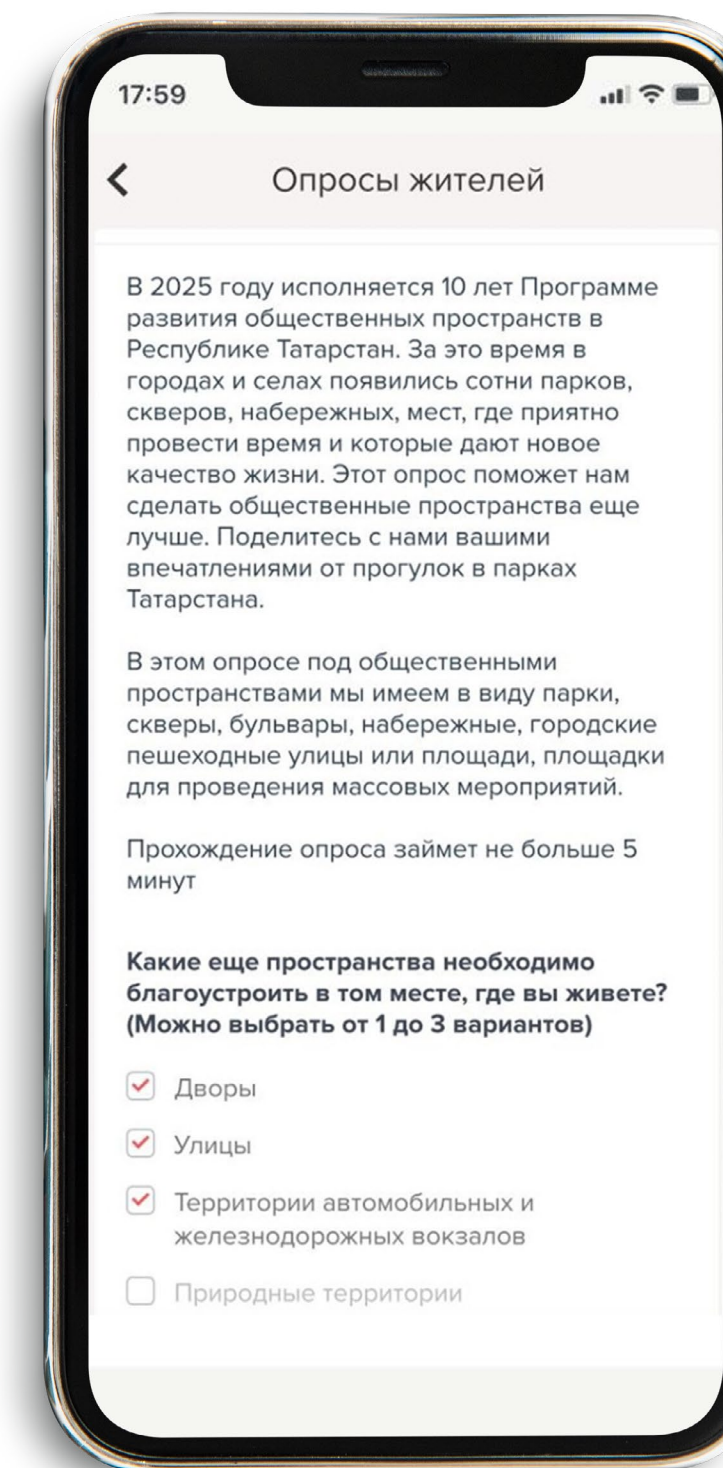 17:59
Опросы жителей
В 2025 году исполняется 10 лет Программе
развития общественных пространств в
Республике Татарстан. За это время в
городах и селах появились сотни парков,
скверов, набережных, мест, где приятно
провести время и которые дают новое
качество жизни. Этот опрос поможет нам
сделать общественные пространства еще
лучше. Поделитесь с нами вашими
впечатлениями от прогулок в парках
Татарстана.
В этом опросе под общественными
пространствами мы имеем в виду парки,
скверы, бульвары, набережные, городские
пешеходные улицы или площади, площадки
для проведения массовых мероприятий.
Прохождение опроса займет не больше 5
минут
Какие еще пространства необходимо
благоустроить в том месте, где вы живете?
(Можно выбрать от 1 до 3 вариантов)
Дворы
Улицы
Территории автомобильных и
железнодорожных вокзалов
Природные территории